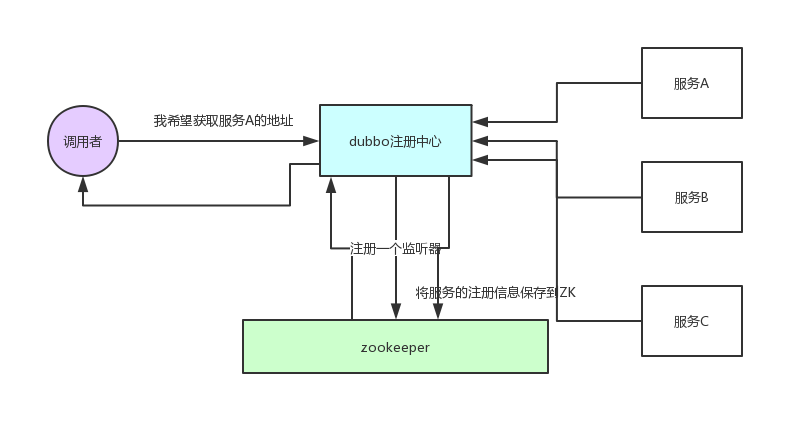 服务A
我希望获取服务A的地址
调用者
dubbo注册中心
服务B
注册一个监听器
将服务的注册信息保存到ZK
服务C
zookeeper